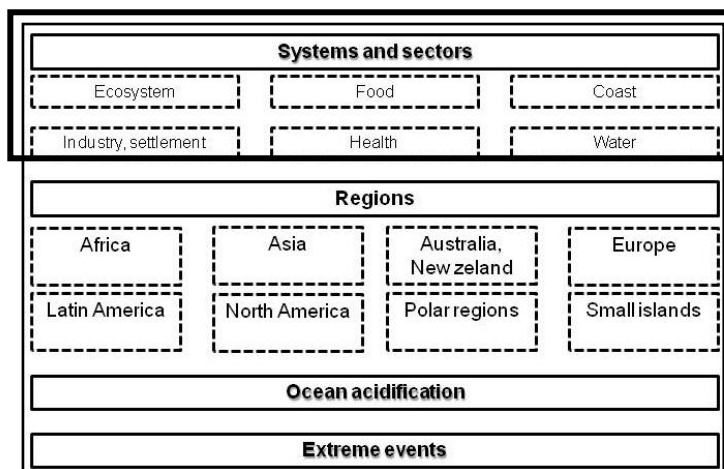 Systems and sectors
Ecosystem
Food
Coast
Industry, settlement
Health
Water
Regions
Africa
Asia
Australia,
New zeland
Europe
Latin America
North America
Polar regions
Small islands
Ocean acidification
Extreme events